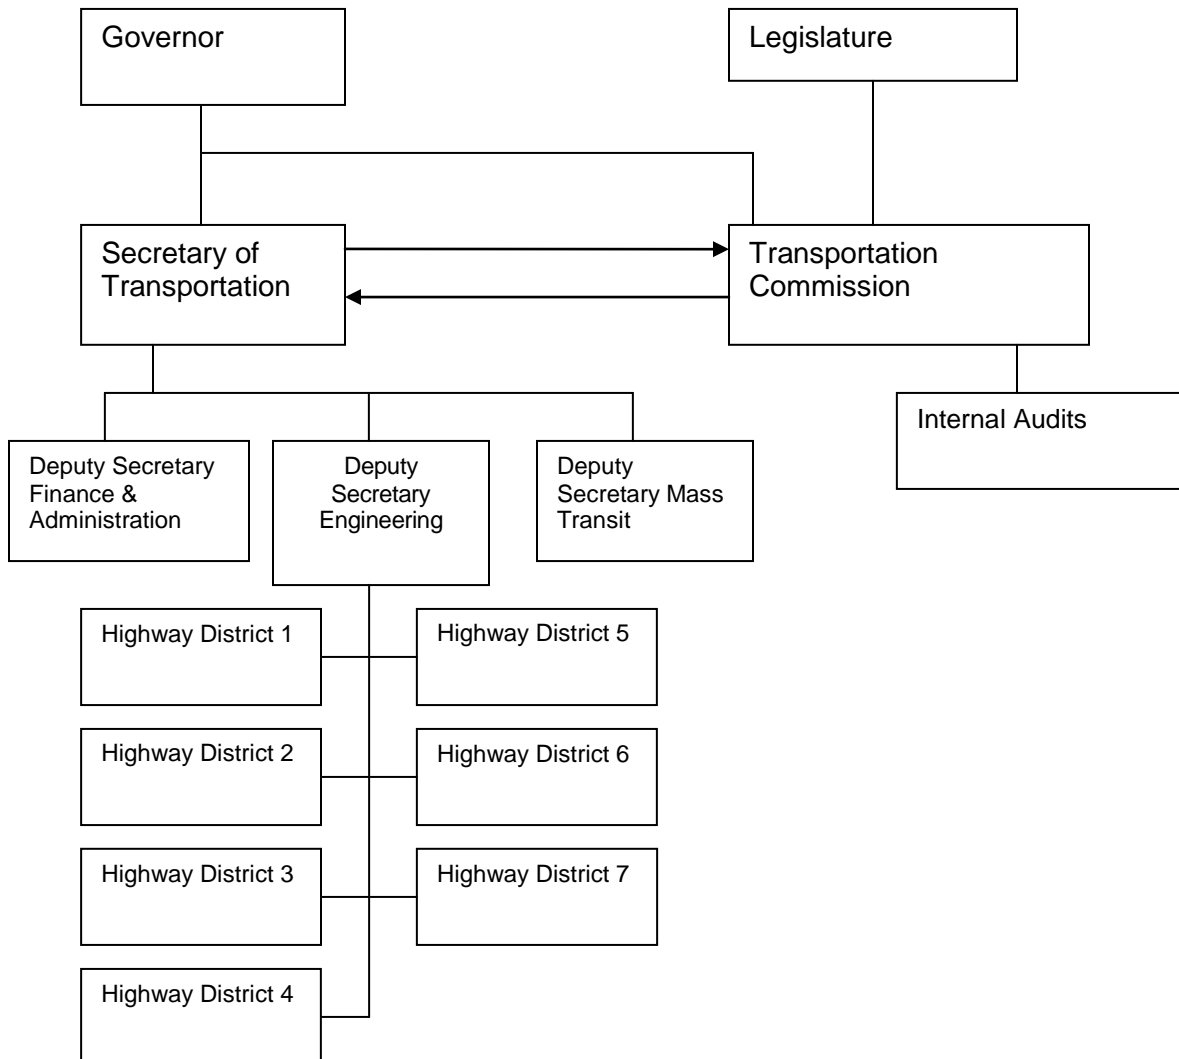 Governor
Legislature
Secretary of
Transportation
Transportation
Commission
Internal Audits
Deputy Secretary
Finance &
Administration
Deputy
Secretary
Engineering
Deputy
Secretary Mass
Transit
Highway District 1
Highway District 5
Highway District 2
Highway District 6
Highway District 3
Highway District 7
Highway District 4